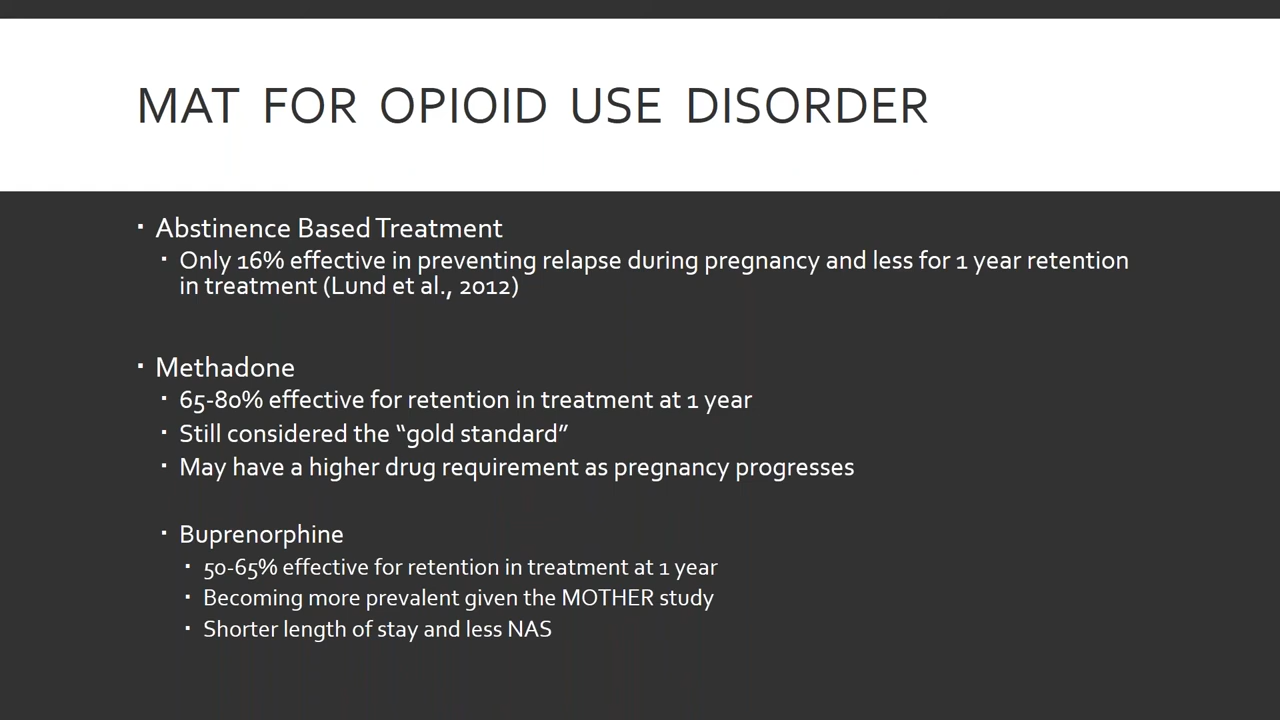 MAT FOR OPIOID USE DISORDER
▪ Abstinence Based Treatment
▪ Only 16% effective in preventing relapse during pregnancy and less for 1 year retention
in treatment (Lund et al., 2012)
▪ Methadone
▪ 65-80% effective for retention in treatment at 1 year
▪ Still considered the “gold standard”
▪ May have a higher drug requirement as pregnancy progresses
▪ Buprenorphine
▪ 50-65% effective for retention in treatment at 1 year
▪ Becoming more prevalent given the MOTHER study
▪ Shorter length of stay and less NAS